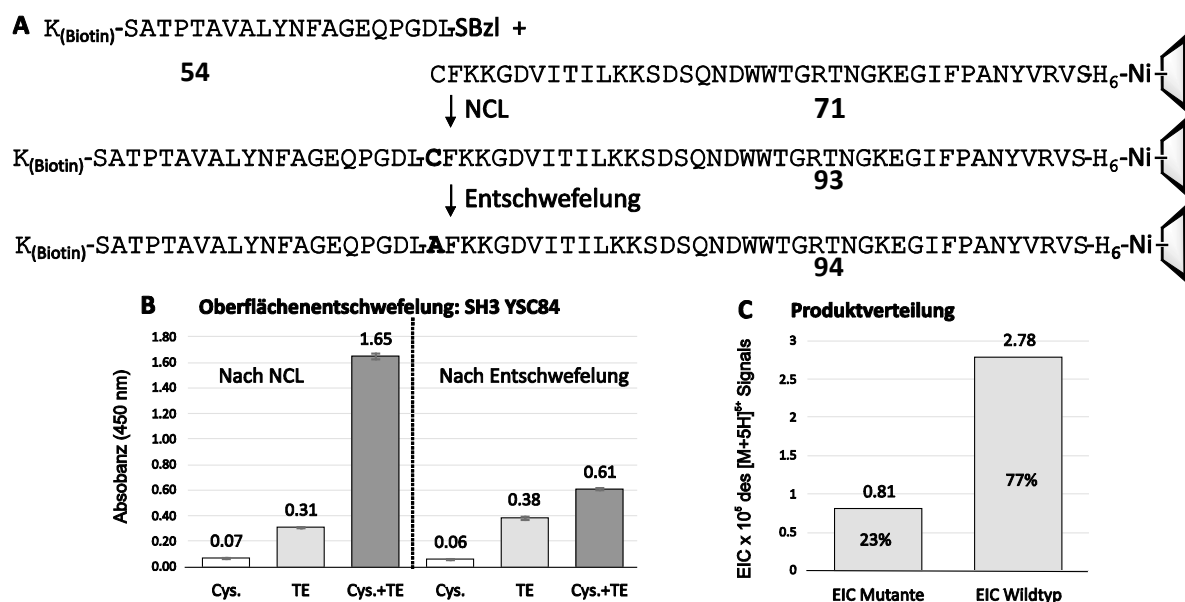 A K(Biotin)-SATPTAVALYNFAGEQPGDL-SBzl +
54
CFKKGDVITILKKSDSQNDWWTGRTNGKEGIFPANYVRVS-H6-Ni
NCL
71
K(Biotin)-SATPTAVALYNFAGEQPGDL-CFKKGDVITILKKSDSQNDWWTGRTNGKEGIFPANYVRVS-H6-Ni
93
Entschwefelung
K(Biotin)-SATPTAVALYNFAGEQPGDL-AFKKGDVITILKKSDSQNDWWTGRTNGKEGIFPANYVRVS-H6-Ni
94
B Oberflächenentschwefelung: SH3 YSC84
Absobanz (450 nm)
1.80
1.60
1.40
1.20
1.00
0.80
0.60
0.40
0.20
0.00
Nach NCL
Nach Entschwefelung
0.07
0.31
1.65
0.06
0.38
0.61
Cys. TE Cys.+TE Cys. TE Cys.+TE
C Produktverteilung
EIC x 10⁵ des [M+5H]⁵⁺ Signals
3
2.5
2
1.5
1
0.5
0
0.81
23%
2.78
77%
EIC Mutante EIC Wildtyp